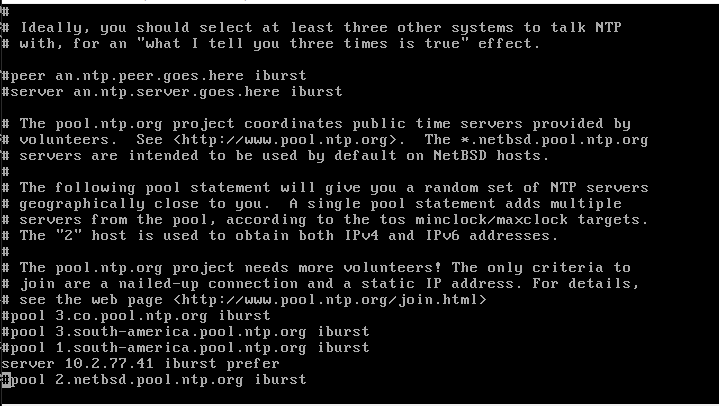 #
# Ideally, you should select at least three other systems to talk NTP
# with, for an "what I tell you three times is true" effect.
#peer an.ntp.peer.goes.here iburst
#server an.ntp.server.goes.here iburst
# The pool.ntp.org project coordinates public time servers provided by
# volunteers.  See <http://www.pool.ntp.org>.  The *.netbsd.pool.ntp.org
# servers are intended to be used by default on NetBSD hosts.
#
# The following pool statement will give you a random set of NTP servers
# geographically close to you.  A single pool statement adds multiple
# servers from the pool, according to the tos minclock/maxclock targets.
# The "2" host is used to obtain both IPv4 and IPv6 addresses.
#
# The pool.ntp.org project needs more volunteers! The only criteria to
# join are a nailed-up connection and a static IP address. For details,
# see the web page <http://www.pool.ntp.org/join.html>
#pool 3.co.pool.ntp.org iburst
#pool 3.south-america.pool.ntp.org iburst
#pool 1.south-america.pool.ntp.org iburst
server 10.2.77.41 iburst prefer
#pool 2.netbsd.pool.ntp.org iburst